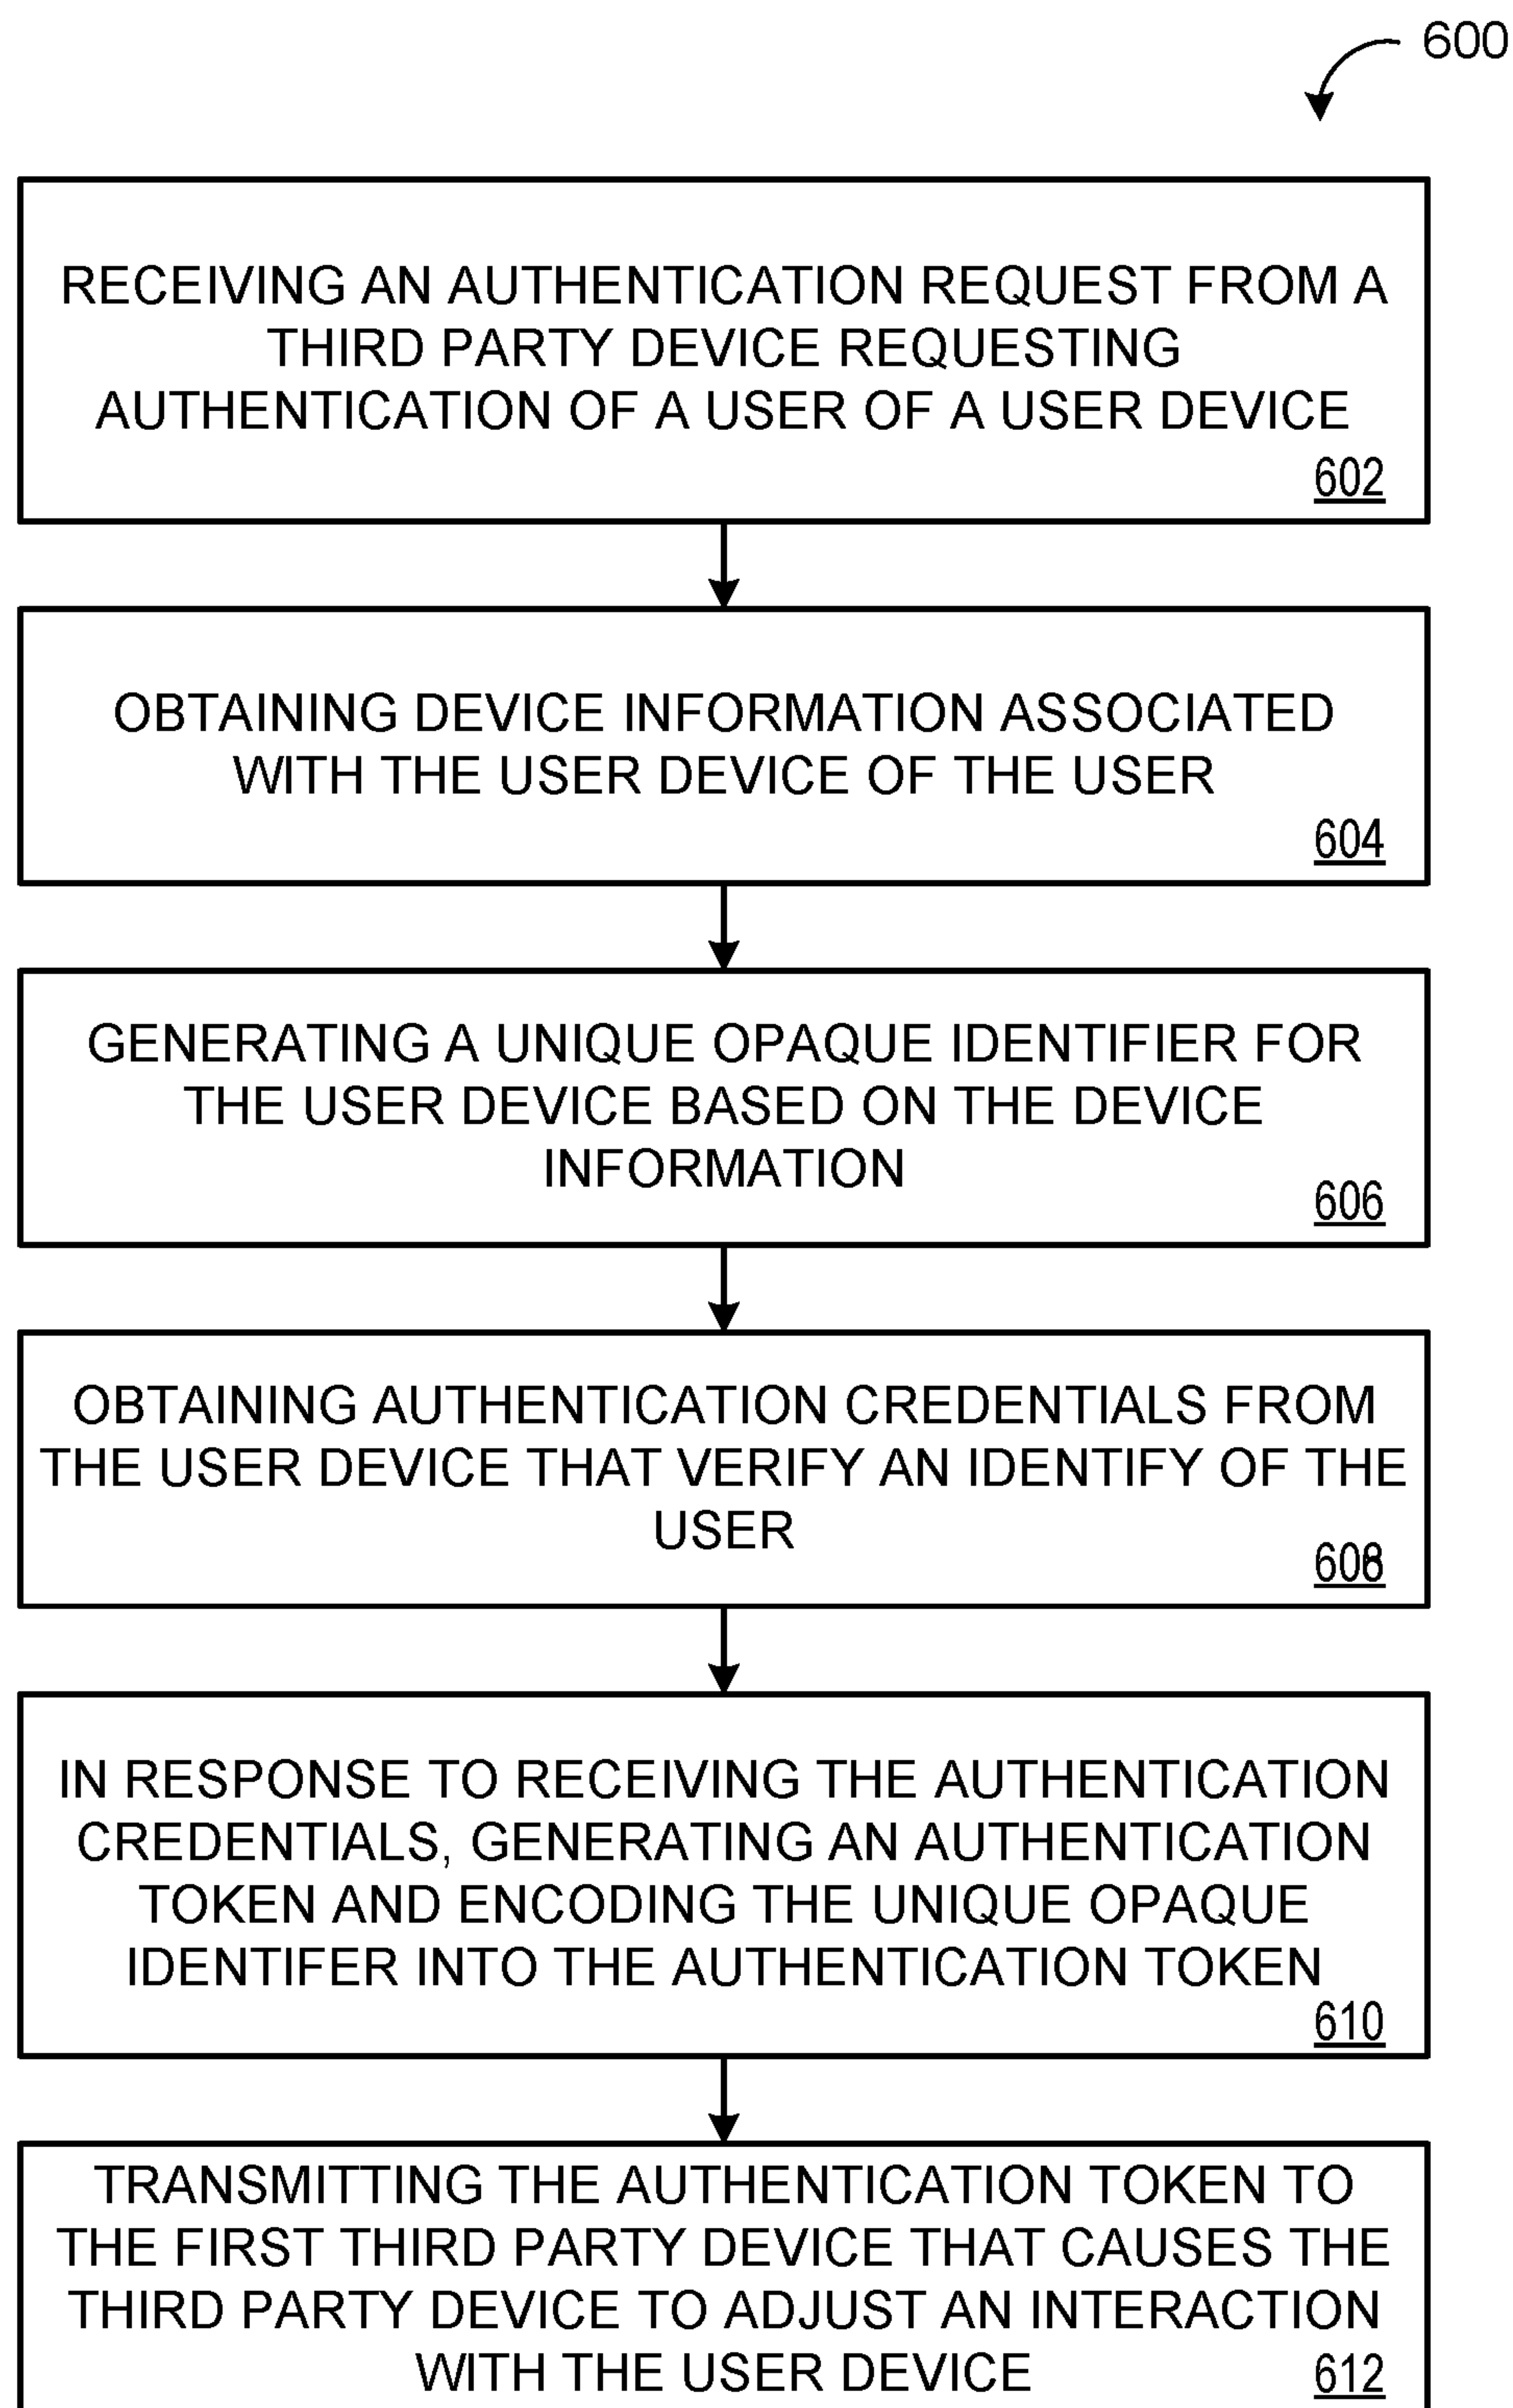 600
RECEIVING AN AUTHENTICATION REQUEST FROM A
THIRD PARTY DEVICE REQUESTING
AUTHENTICATION OF A USER OF A USER DEVICE
602
OBTAINING DEVICE INFORMATION ASSOCIATED
WITH THE USER DEVICE OF THE USER
604
GENERATING A UNIQUE OPAQUE IDENTIFIER FOR
THE USER DEVICE BASED ON THE DEVICE
INFORMATION
606
OBTAINING AUTHENTICATION CREDENTIALS FROM
THE USER DEVICE THAT VERIFY AN IDENTIFY OF THE
USER
608
IN RESPONSE TO RECEIVING THE AUTHENTICATION
CREDENTIALS, GENERATING AN AUTHENTICATION
TOKEN AND ENCODING THE UNIQUE OPAQUE
IDENTIFER INTO THE AUTHENTICATION TOKEN
610
TRANSMITTING THE AUTHENTICATION TOKEN TO
THE FIRST THIRD PARTY DEVICE THAT CAUSES THE
THIRD PARTY DEVICE TO ADJUST AN INTERACTION
WITH THE USER DEVICE
612